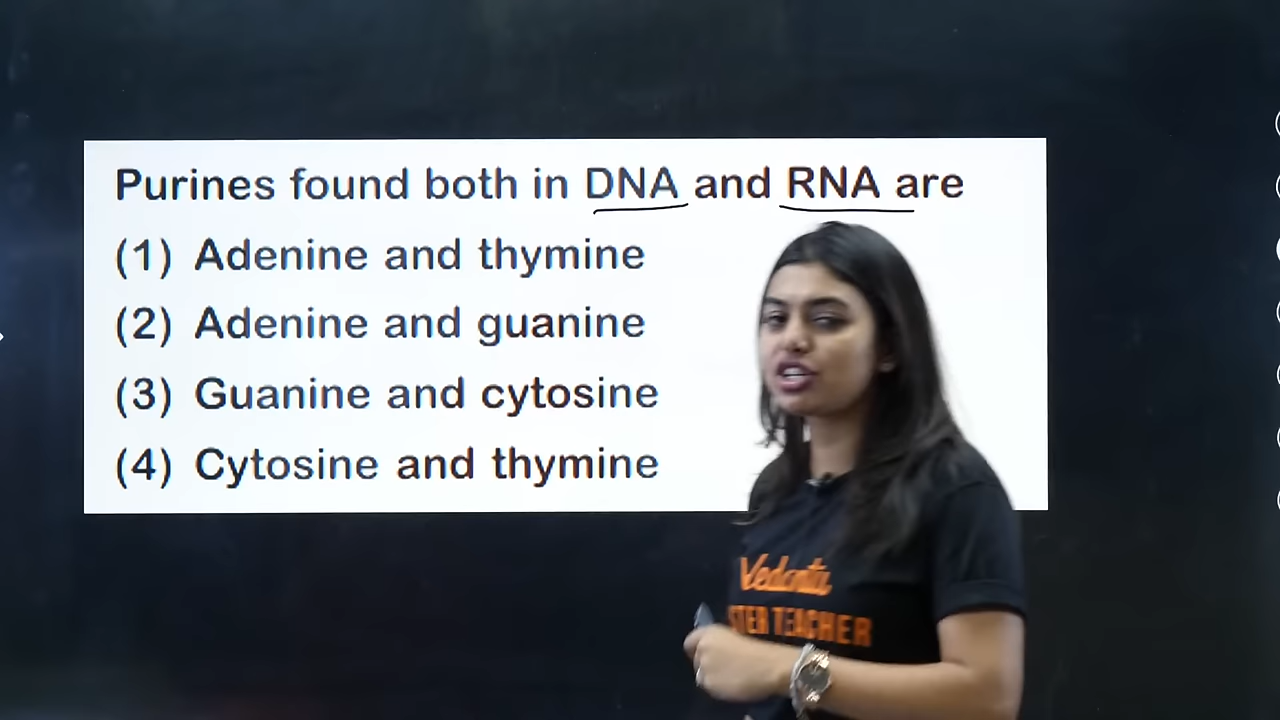 Purines found both in DNA and RNA are
(1) Adenine and thymine
(2) Adenine and guanine
(3) Guanine and cytosine
(4) Cytosine and thymine
Vedantu
TEACHER